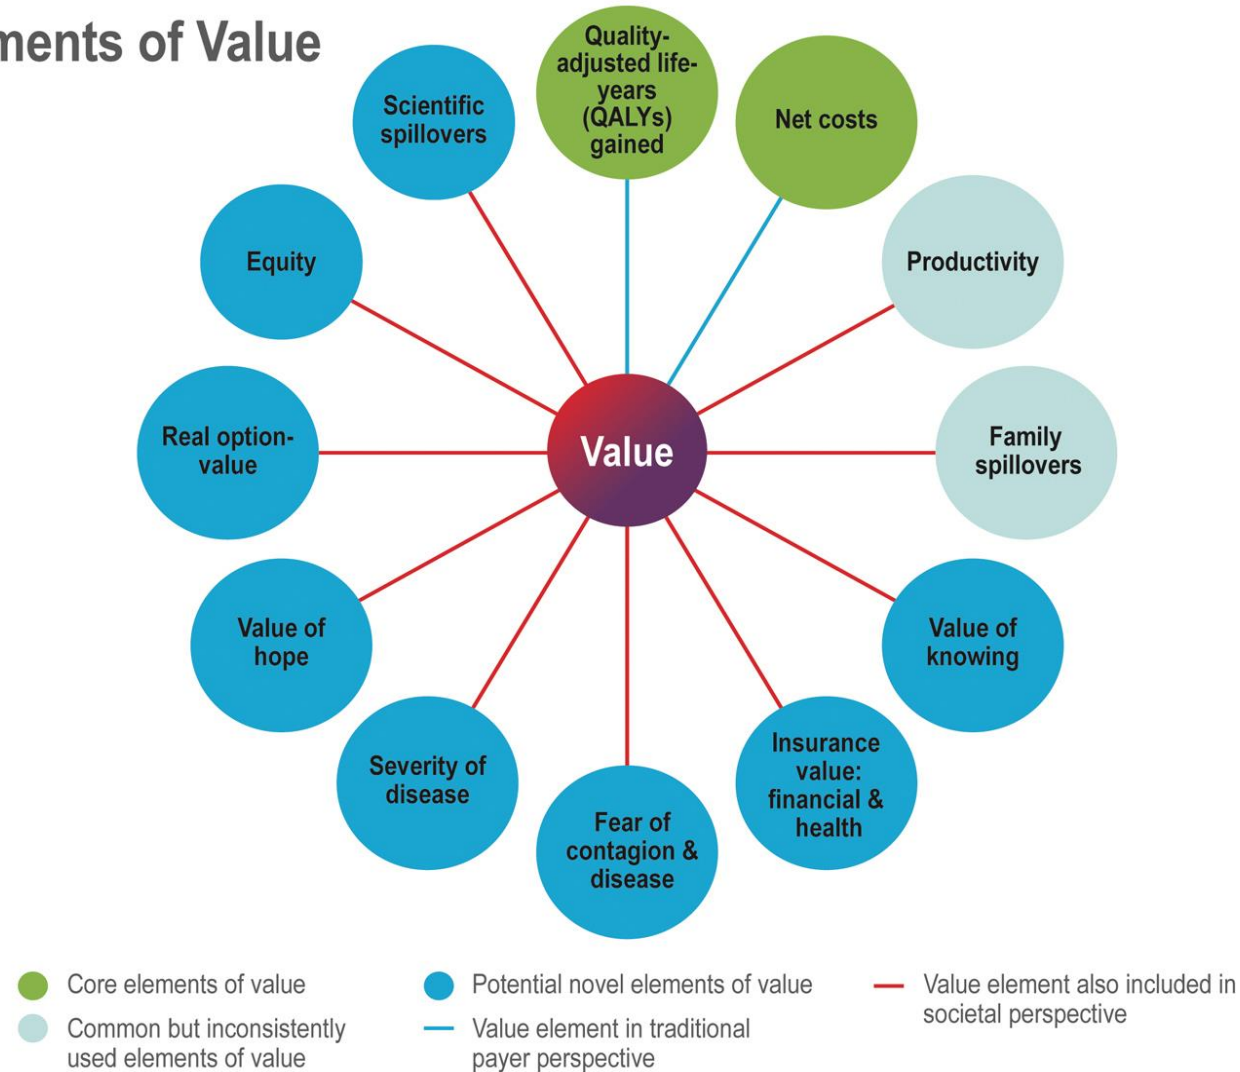 ments of Value
Quality-
adjusted life-
years
(QALYs)
gained
Net costs
Productivity
Family
spillovers
Value of
knowing
Insurance
value:
financial &
health
Fear of
contagion &
disease
Severity of
disease
Value of
hope
Real option-
value
Equity
Scientific
spillovers
Value
Core elements of value
Common but inconsistently
used elements of value
Potential novel elements of value
Value element in traditional
payer perspective
Value element also included in
societal perspective